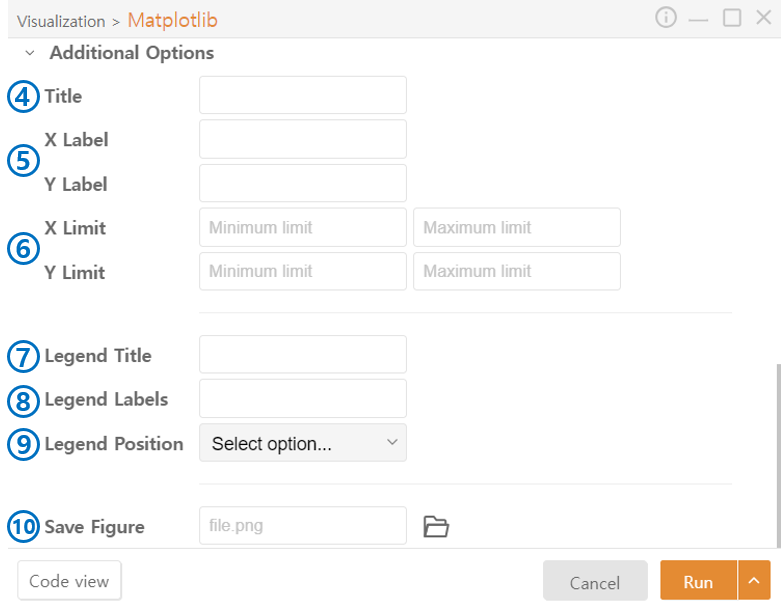 Visualization > Matplotlib
Additional Options
④ Title
X Label
⑤
Y Label
X Limit Minimum limit Maximum limit
⑥
Y Limit Minimum limit Maximum limit
⑦ Legend Title
⑧ Legend Labels
⑨ Legend Position Select option...
⑩ Save Figure file.png
Code view Cancel Run